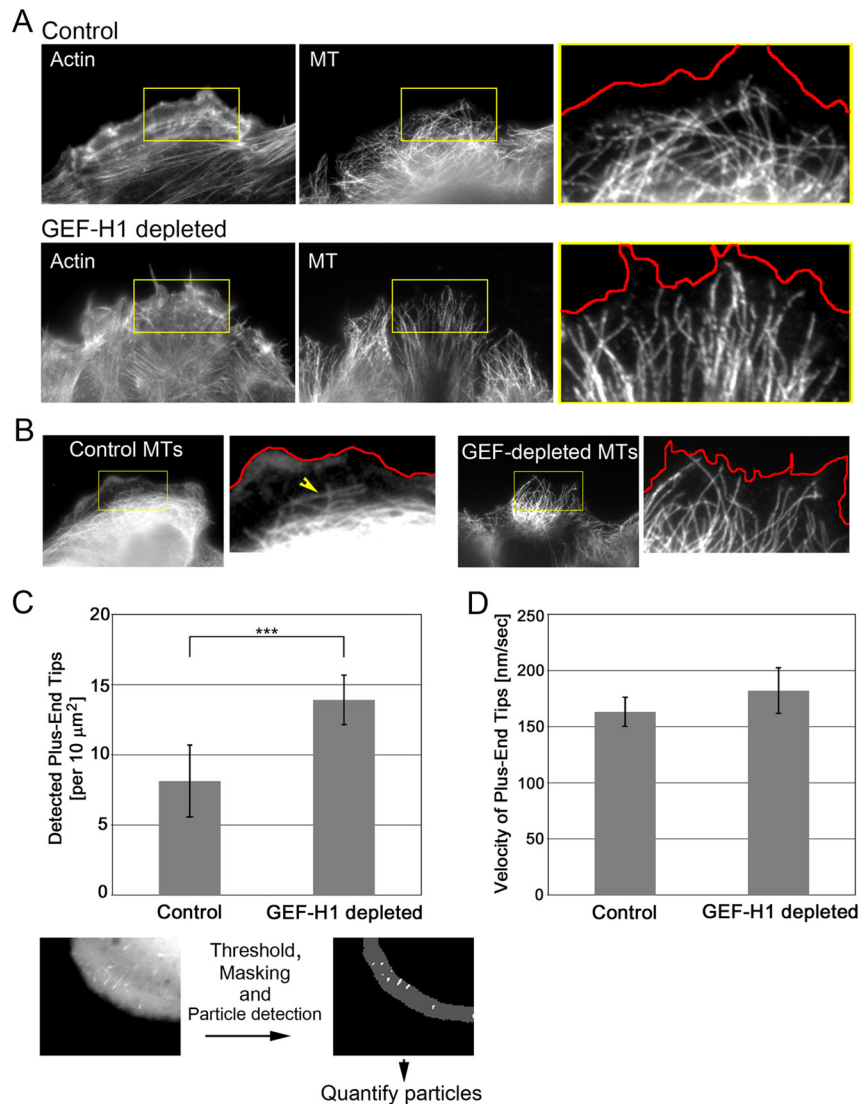 A
Control
Actin
MT
GEF-H1 depleted
Actin
MT
B
Control MTs
GEF-depleted MTs
C
Detected Plus-End Tips
[per 10 μm²]
20
15
10
5
0
***
Control
GEF-H1 depleted
Threshold,
Masking
and
Particle detection
Quantify particles
D
Velocity of Plus-End Tips [nm/sec]
250
200
150
100
50
0
Control
GEF-H1 depleted